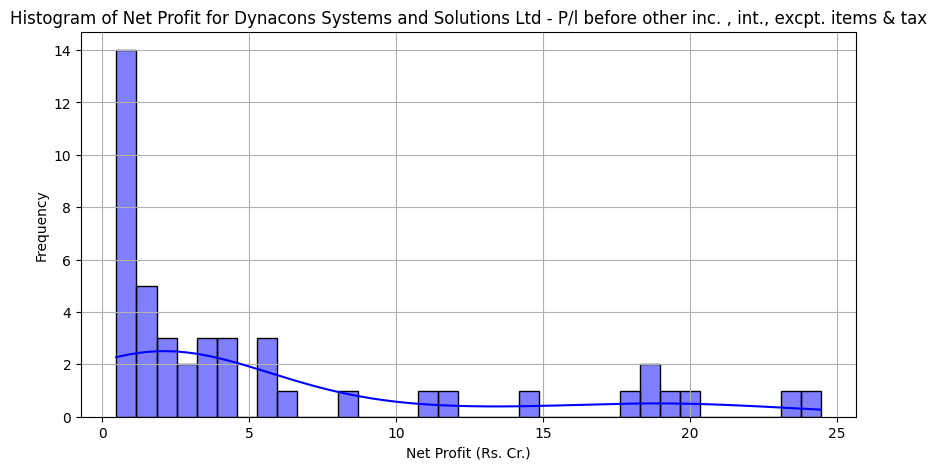 Histogram of Net Profit for Dynacons Systems and Solutions Ltd - P/l before other inc. , int., excpt. items & tax
14
12
10
8
6
4
2
0
Frequency
0 5 10 15 20 25
Net Profit (Rs. Cr.)